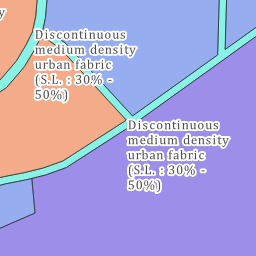 y
Discontinuous
medium density
urban fabric
(S.L. : 30% -
50%)
Discontinuous
medium density
urban fabric
(S.L. : 30% -
50%)